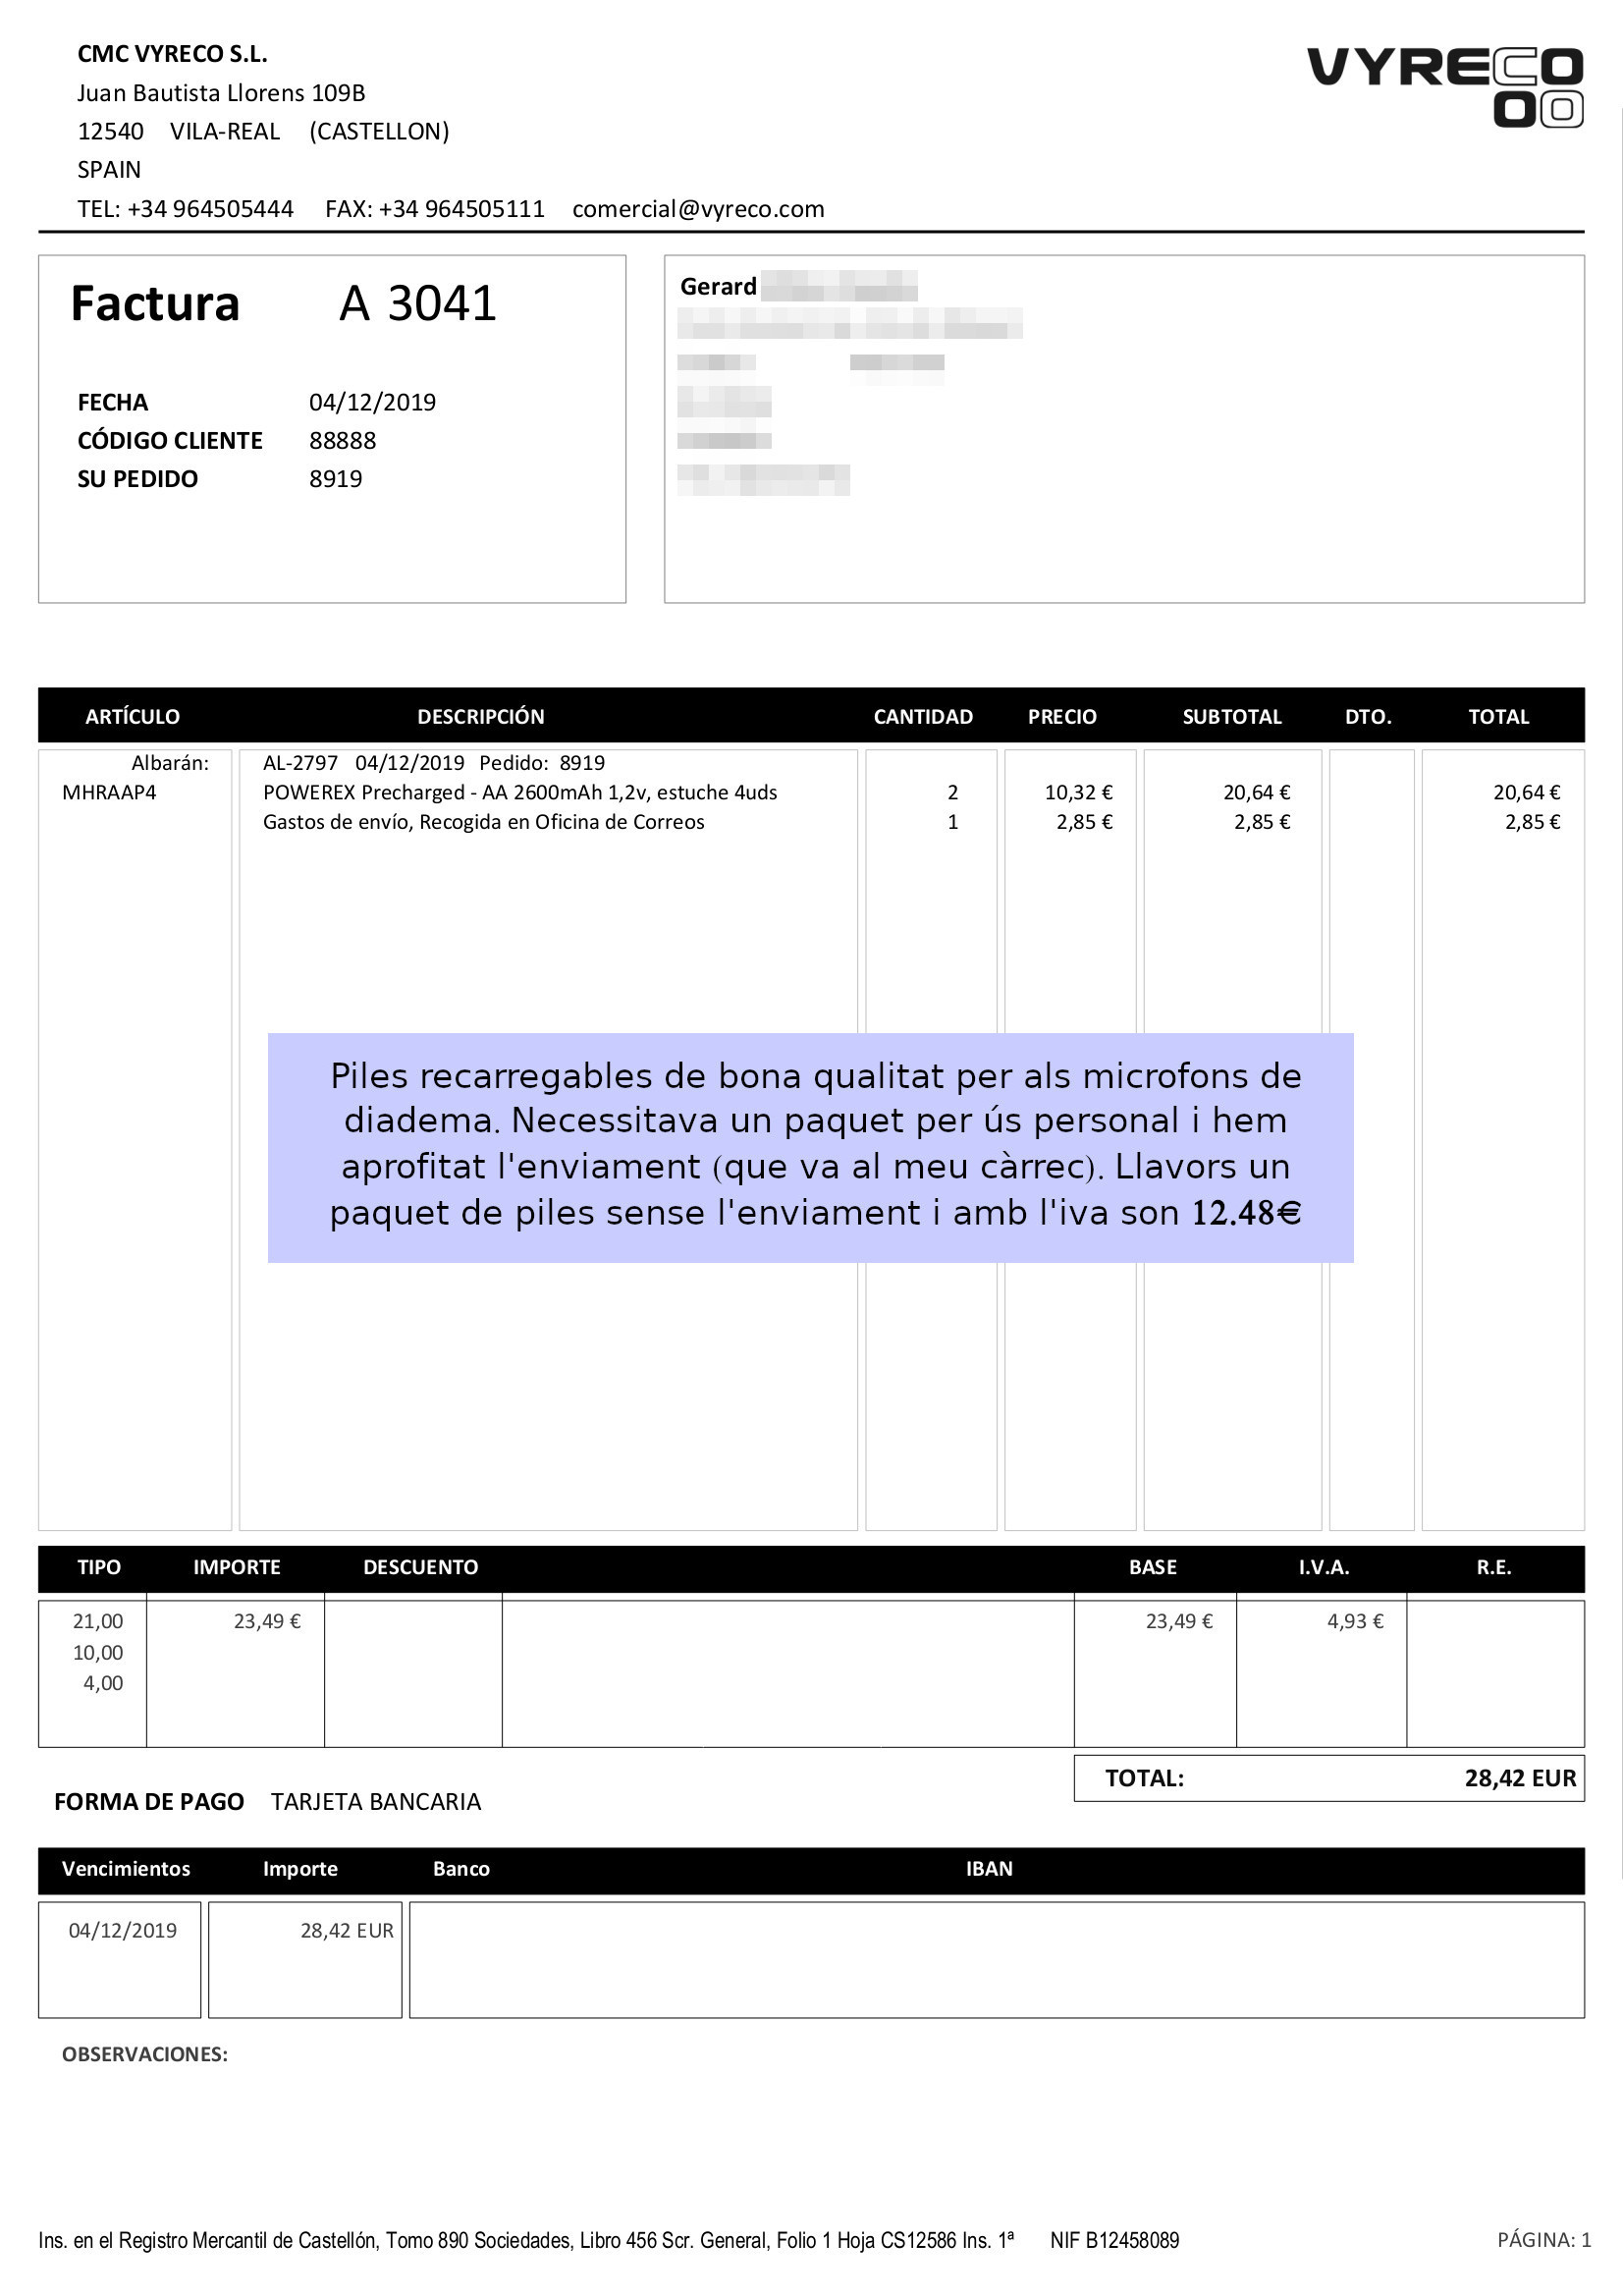 CMC VYRECO S.L.
VYRECO
Juan Bautista Llorens 109B
12540 VILA-REAL (CASTELLON)
SPAIN
TEL: +34 964505444 FAX: +34 964505111 comercial@vyreco.com
Factura A 3041
FECHA 04/12/2019
CÓDIGO CLIENTE 88888
SU PEDIDO 8919
Gerard
ARTÍCULO DESCRIPCIÓN CANTIDAD PRECIO SUBTOTAL DTO. TOTAL
Albarán: AL-2797 04/12/2019 Pedido: 8919
MHRAAP4 POWEREX Precharged - AA 2600mAh 1,2v, estuche 4uds 2 10,32 € 20,64 € 20,64 €
Gastos de envío, Recogida en Oficina de Correos 1 2,85 € 2,85 € 2,85 €
Piles recarregables de bona qualitat per als microfons de
diadema. Necessitava un paquet per ús personal i hem
aprofitat l'enviament (que va al meu càrrec). Llavors un
paquet de piles sense l'enviament i amb l'iva son 12.48€
TIPO IMPORTE DESCUENTO BASE I.V.A. R.E.
21,00 23,49 € 23,49 € 4,93 €
10,00
4,00
TOTAL: 28,42 EUR
FORMA DE PAGO TARJETA BANCARIA
Vencimientos Importe Banco IBAN
04/12/2019 28,42 EUR
OBSERVACIONES:
Ins. en el Registro Mercantil de Castellón, Tomo 890 Sociedades, Libro 456 Scr. General, Folio 1 Hoja CS12586 Ins. 1ª NIF B12458089 PÁGINA: 1